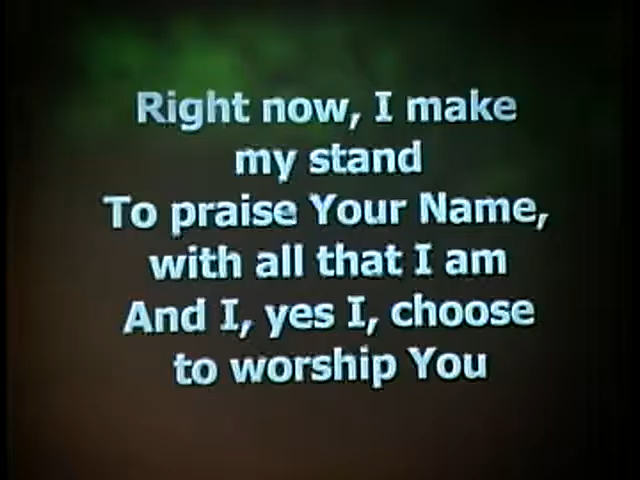 Right now, I make
my stand
To praise Your Name,
with all that I am
And I, yes I, choose
to worship You